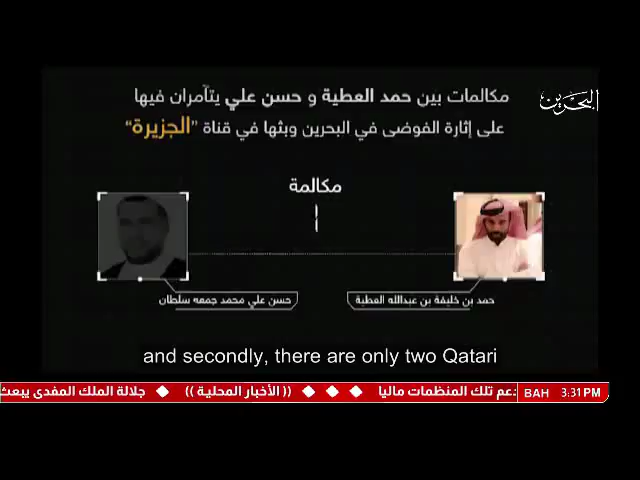 مكالمات بين حمد العطية و حسن علي يتآمران فيها
على إثارة الفوضى في البحرين وبثها في قناة "الجزيرة"
البحرين
مكالمة
حسن علي محمد جمعه سلطان
حمد بن خليفة بن عبدالله العطية
and secondly, there are only two Qatari
دعم تلك المنظمات ماليا ◆ ◆ ◆ (( الأخبار المحلية )) ◆ جلالة الملك المفدى يبعث
BAH 3:31 PM